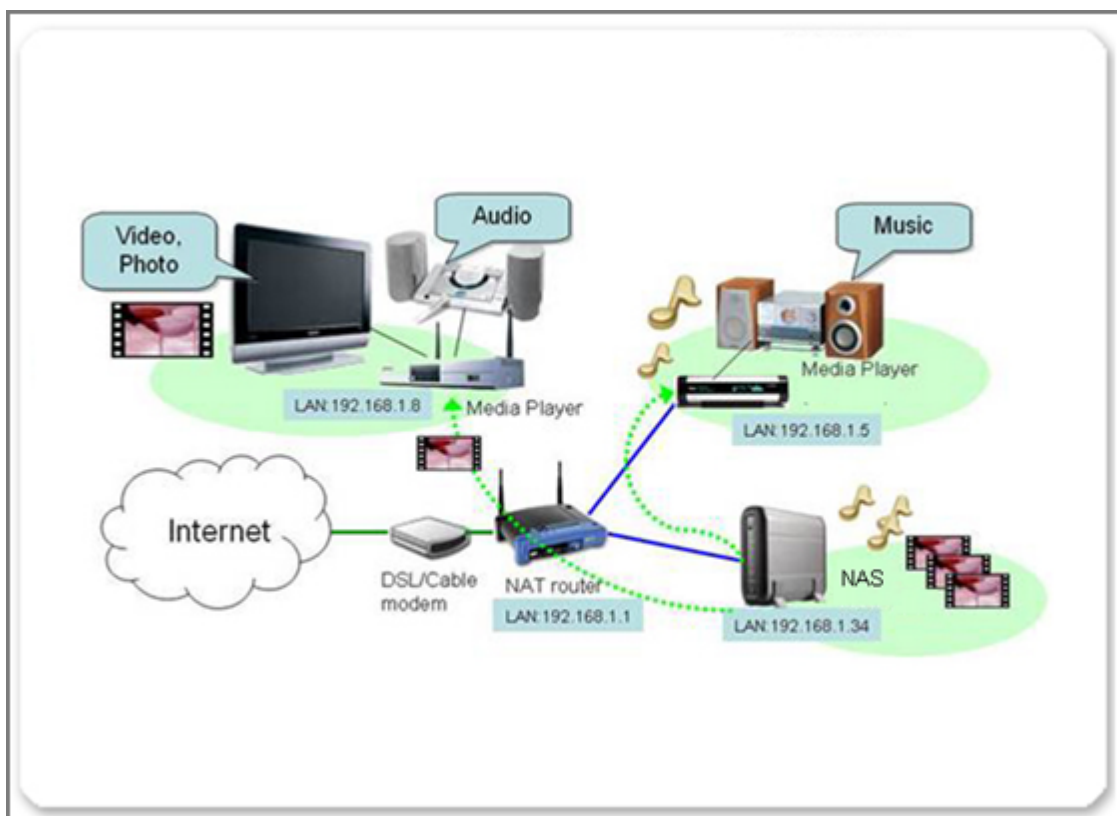 Video,
Photo
Audio
Music
LAN:192.168.1.8
Media Player
Media Player
LAN:192.168.1.5
Internet
DSL/Cable
modem
NAT router
LAN:192.168.1.1
NAS
LAN:192.168.1.34